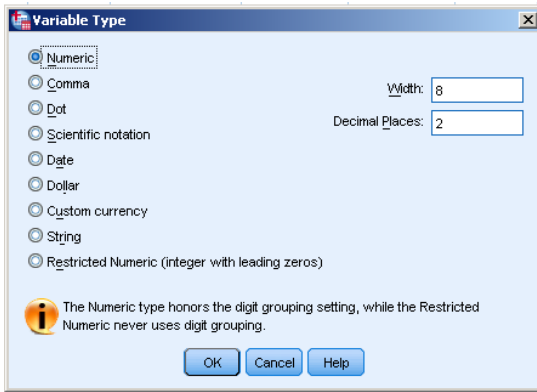 Variable Type
Numeric
Comma
Dot
Scientific notation
Date
Dollar
Custom currency
String
Restricted Numeric (integer with leading zeros)
Width: 8
Decimal Places: 2
The Numeric type honors the digit grouping setting, while the Restricted
Numeric never uses digit grouping.
OK Cancel Help